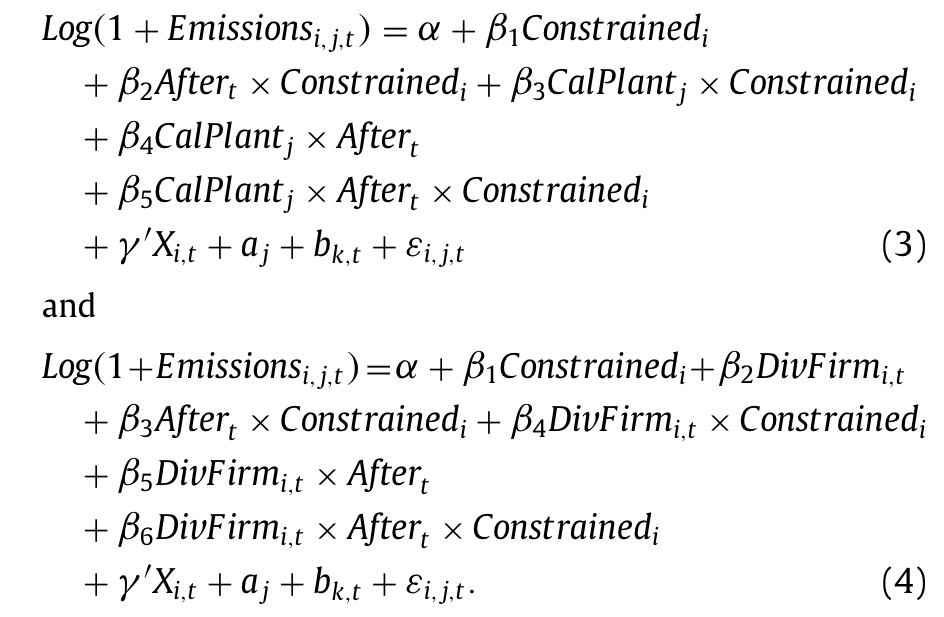 Log(1 + Emissions_{i,j,t}) = α + β₁Constrained_i
+ β₂After_t × Constrained_i + β₃CalPlant_j × Constrained_i
+ β₄CalPlant_j × After_t
+ β₅CalPlant_j × After_t × Constrained_i
+ γ′X_{i,t} + a_j + b_{k,t} + ε_{i,j,t} (3)
and
Log(1+Emissions_{i,j,t})=α + β₁Constrained_i+β₂DivFirm_{i,t}
+ β₃After_t × Constrained_i + β₄DivFirm_{i,t} × Constrained_i
+ β₅DivFirm_{i,t} × After_t
+ β₆DivFirm_{i,t} × After_t × Constrained_i
+ γ′X_{i,t} + a_j + b_{k,t} + ε_{i,j,t}. (4)